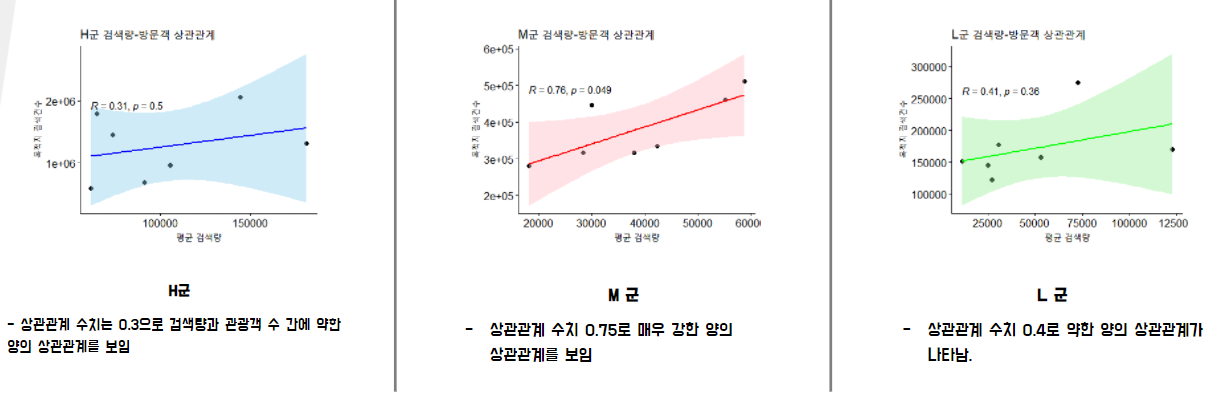 H군 검색량-방문객 상관관계
R = 0.31, p = 0.5
2e+06
1e+06
목적지 검색건수
100000 150000
평균 검색량
H군
- 상관관계 수치는 0.3으로 검색량과 관광객 수 간에 약한
양의 상관관계를 보임
M군 검색량-방문객 상관관계
6e+05
5e+05
R = 0.76, p = 0.049
4e+05
3e+05
2e+05
목적지 검색건수
20000 30000 40000 50000 60000
평균 검색량
M 군
- 상관관계 수치 0.75로 매우 강한 양의
상관관계를 보임
L군 검색량-방문객 상관관계
300000
R = 0.41, p = 0.36
250000
200000
150000
100000
목적지 검색건수
25000 50000 75000 100000 12500
평균 검색량
L 군
- 상관관계 수치 0.4로 약한 양의 상관관계가
나타남.